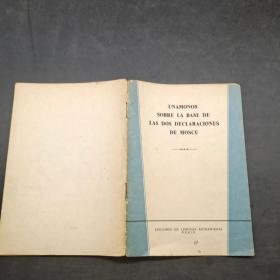 UNAMONOS
SOBRE LA BASE DE
LAS DOS DECLARACIONES
DE MOSCU
EDICIONES EN LENGUAS EXTRANJERAS
PEKIN